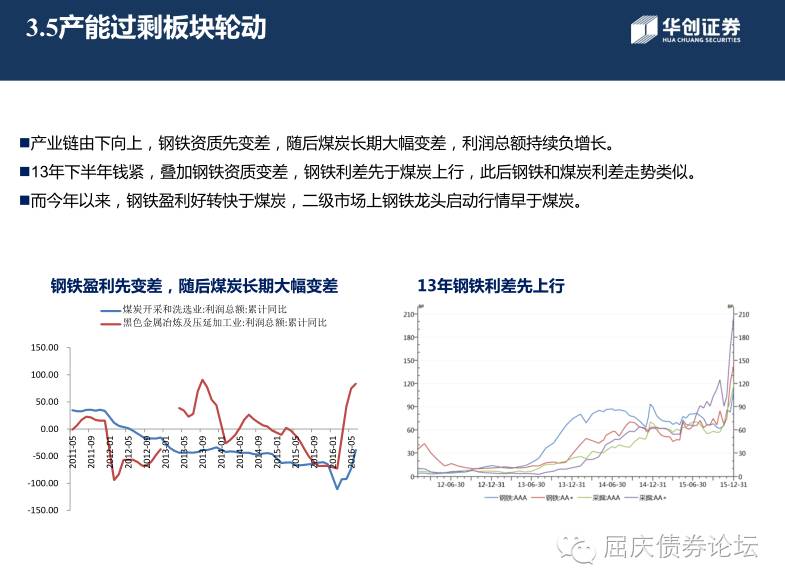 3.5产能过剩板块轮动
华创证券
HUA CHUANG SECURITIES
■产业链由下向上，钢铁资质先变差，随后煤炭长期大幅变差，利润总额持续负增长。
■13年下半年钱紧，叠加钢铁资质变差，钢铁利差先于煤炭上行，此后钢铁和煤炭利差走势类似。
■而今年以来，钢铁盈利好转快于煤炭，二级市场上钢铁龙头启动行情早于煤炭。
钢铁盈利先变差，随后煤炭长期大幅变差
煤炭开采和洗选业:利润总额:累计同比
黑色金属冶炼及压延加工业:利润总额:累计同比
150.00
100.00
50.00
0.00
-50.00
-100.00
-150.00
2011-05
2011-09
2012-01
2012-05
2012-09
2013-01
2013-05
2013-09
2014-01
2014-05
2014-09
2015-01
2015-05
2015-09
2016-01
2016-05
13年钢铁利差先上行
210 210
180 180
150 150
120 120
90 90
60 60
30 30
0 0
12-06-30 12-12-31 13-06-30 13-12-31 14-06-30 14-12-31 15-06-30 15-12-31
钢铁:AAA 钢铁:AA+ 采掘:AAA 采掘:AA+
屈庆债券论坛